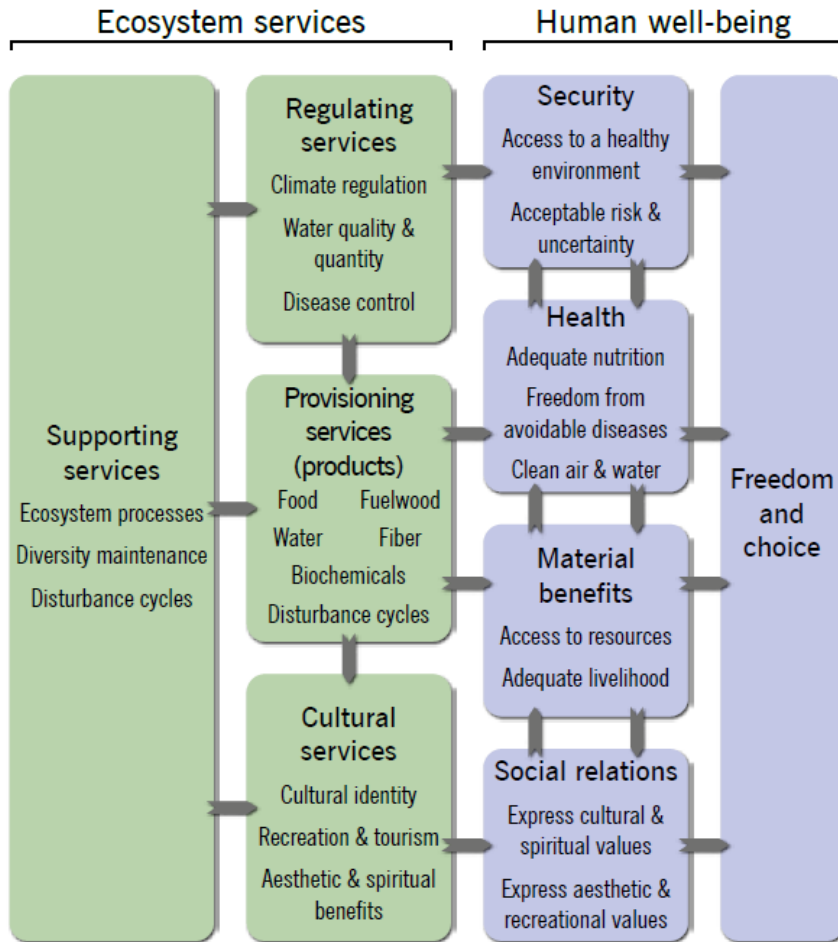 Ecosystem services
Human well-being
Supporting
services
Ecosystem processes
Diversity maintenance
Disturbance cycles
Regulating
services
Climate regulation
Water quality &
quantity
Disease control
Provisioning
services
(products)
Food Fuelwood
Water Fiber
Biochemicals
Disturbance cycles
Cultural
services
Cultural identity
Recreation & tourism
Aesthetic & spiritual
benefits
Security
Access to a healthy
environment
Acceptable risk &
uncertainty
Health
Adequate nutrition
Freedom from
avoidable diseases
Clean air & water
Material
benefits
Access to resources
Adequate livelihood
Social relations
Express cultural &
spiritual values
Express aesthetic &
recreational values
Freedom
and
choice